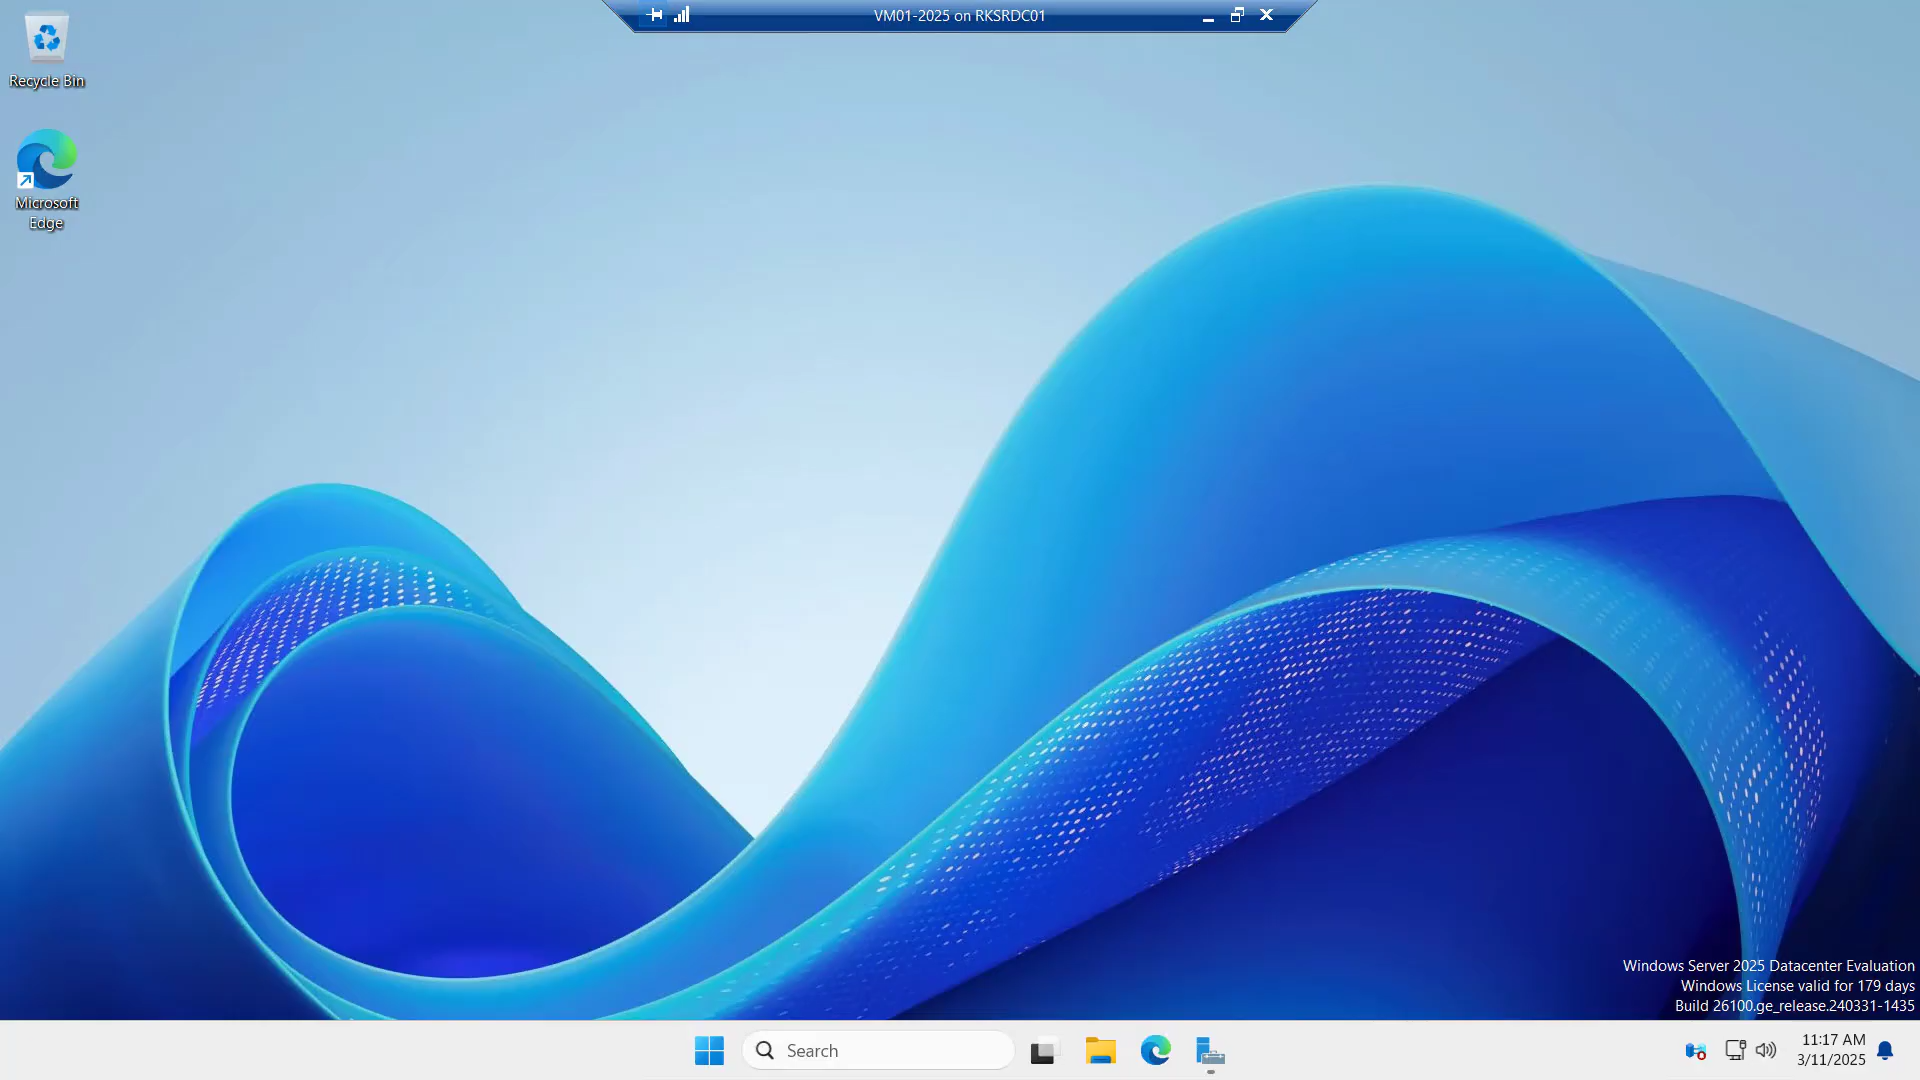 VM01-2025 on RKSRDC01
Recycle Bin
Microsoft
Edge
Windows Server 2025 Datacenter Evaluation
Windows License valid for 179 days
Build 26100.ge_release.240331-1435
Search
11:17 AM
3/11/2025